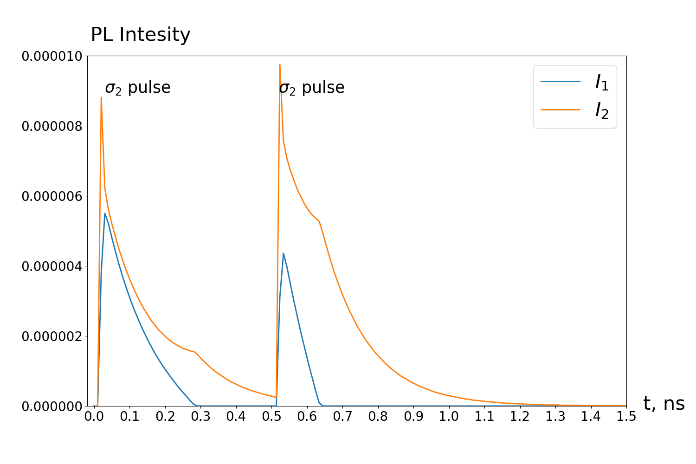 PL Intesity
0.000010
σ₂ pulse σ₂ pulse
I₁
I₂
0.000008
0.000006
0.000004
0.000002
0.000000
0.0 0.1 0.2 0.3 0.4 0.5 0.6 0.7 0.8 0.9 1.0 1.1 1.2 1.3 1.4 1.5
t, ns